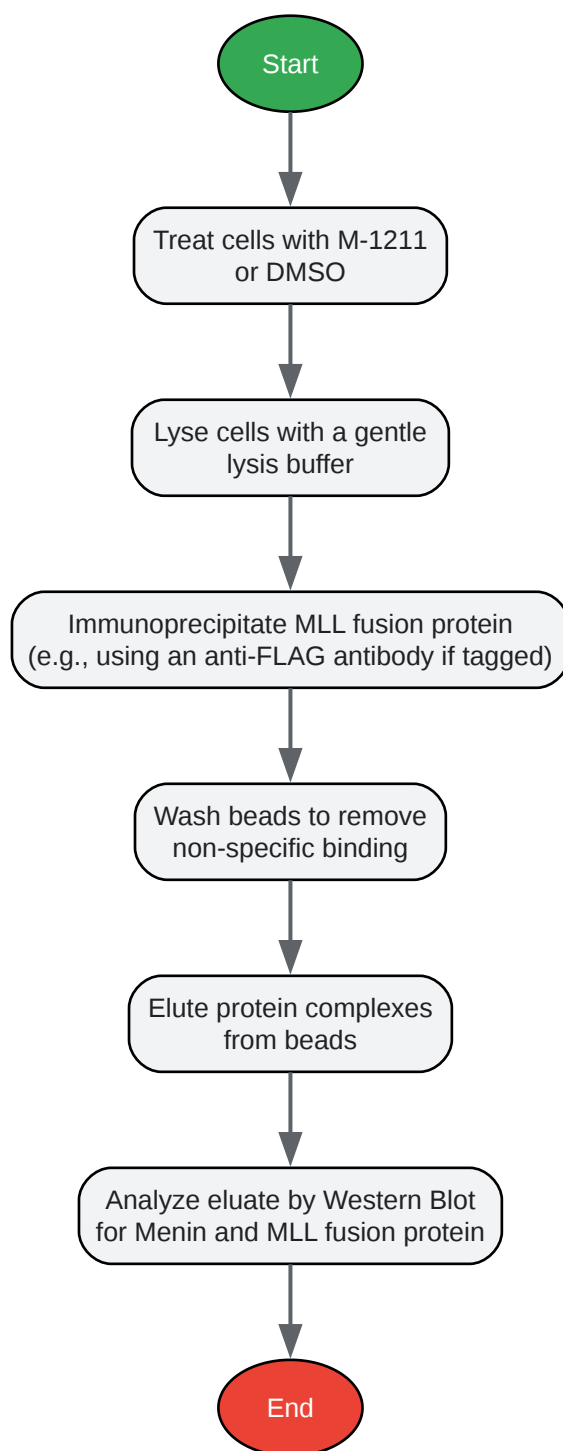 Start
Treat cells with M-1211
or DMSO
Lyse cells with a gentle
lysis buffer
Immunoprecipitate MLL fusion protein
(e.g., using an anti-FLAG antibody if tagged)
Wash beads to remove
non-specific binding
Elute protein complexes
from beads
Analyze eluate by Western Blot
for Menin and MLL fusion protein
End